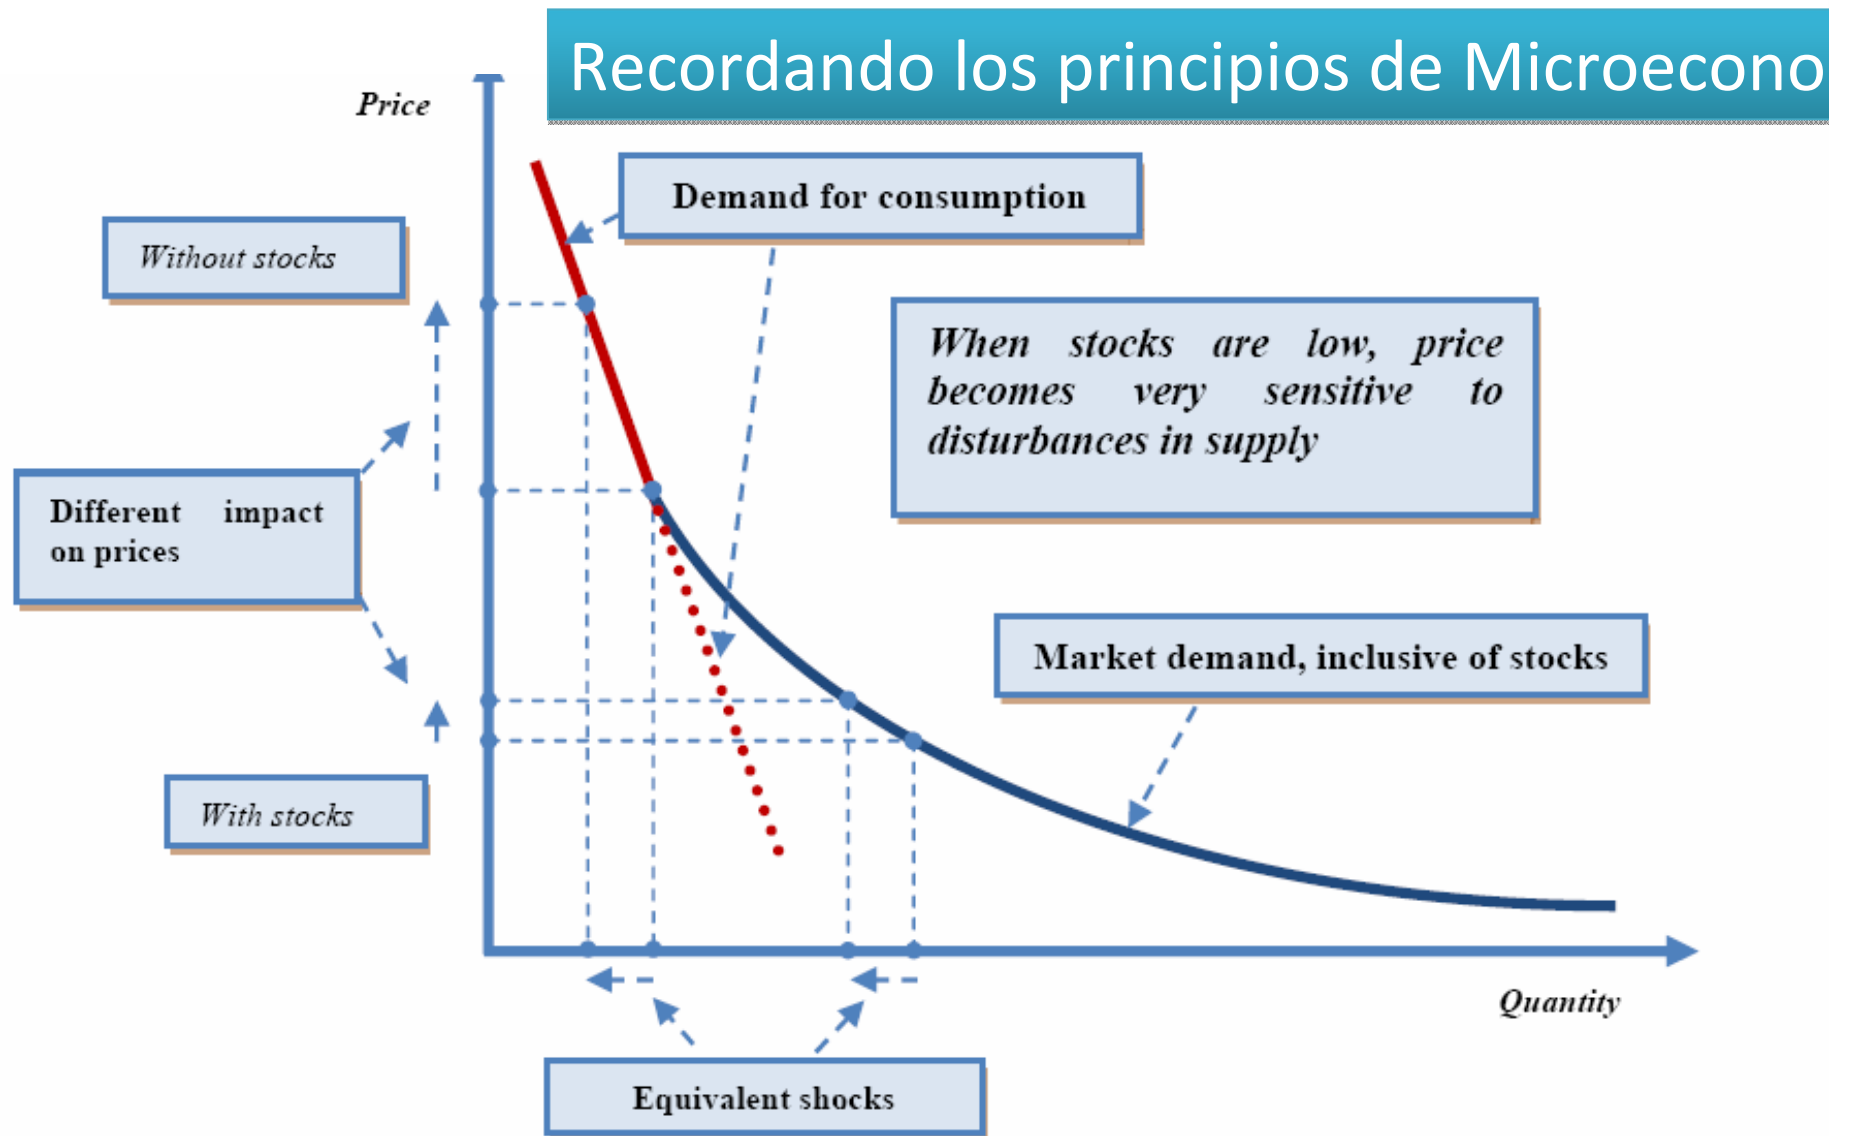 Recordando los principios de Microecono
Price
Demand for consumption
Without stocks
When stocks are low, price
becomes very sensitive to
disturbances in supply
Different impact
on prices
Market demand, inclusive of stocks
With stocks
Quantity
Equivalent shocks